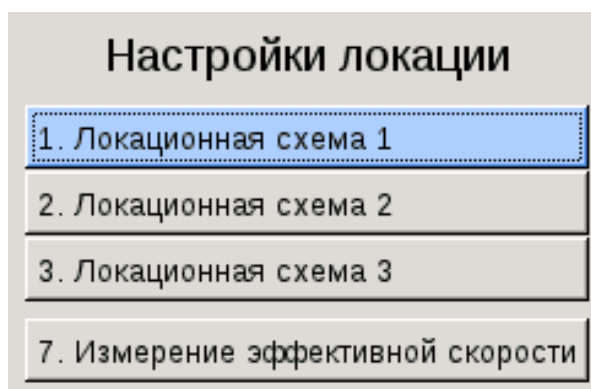 Настройки локации
1. Локационная схема 1
2. Локационная схема 2
3. Локационная схема 3
7. Измерение эффективной скорости